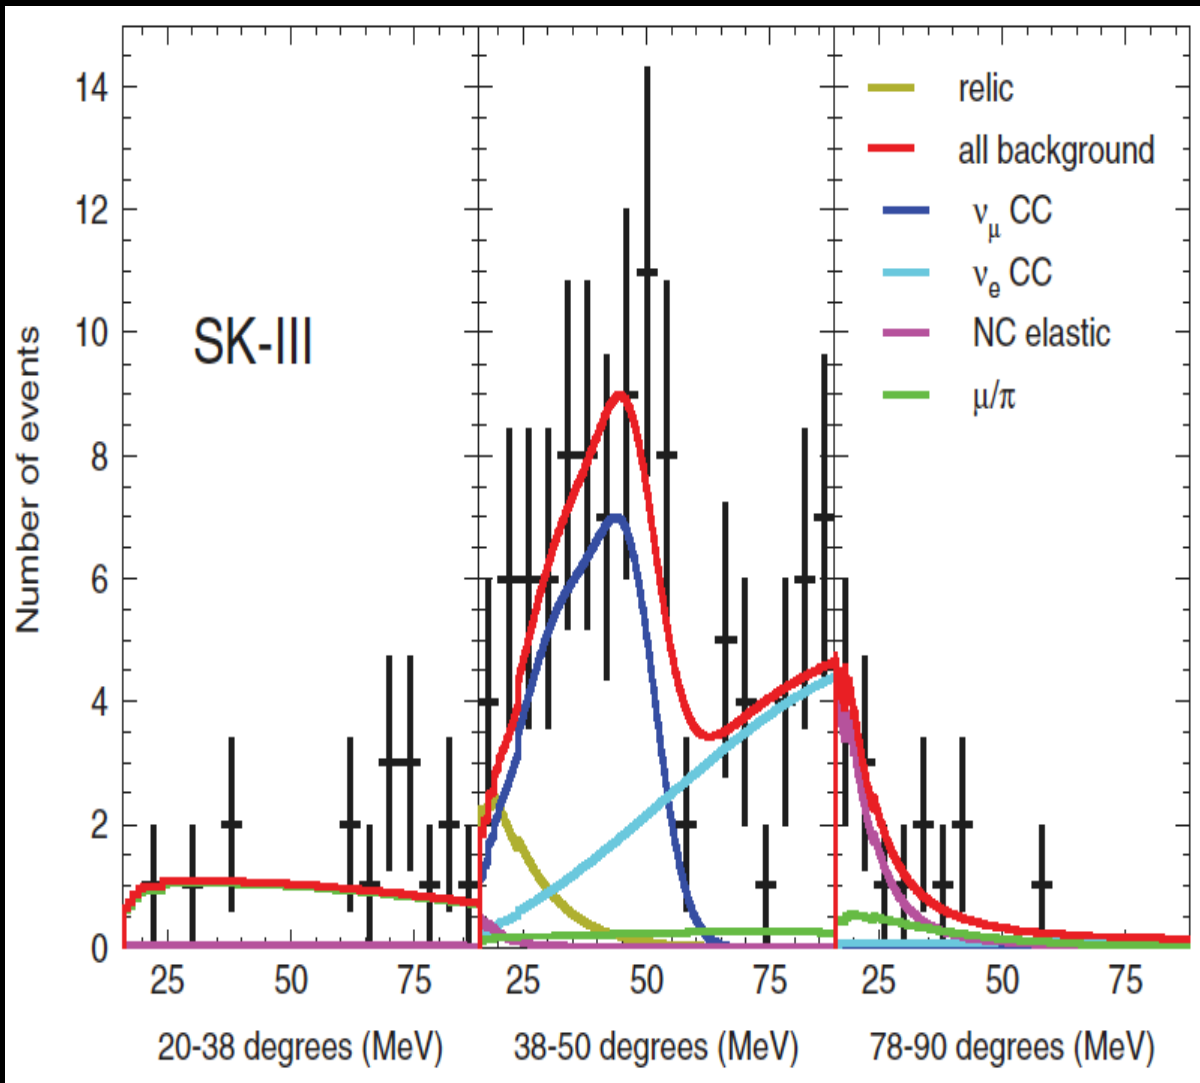 Number of events
14
12
10
8
6
4
2
0
SK-III
relic
all background
νμ CC
νe CC
NC elastic
μ/π
25 50 75 25 50 75 25 50 75
20-38 degrees (MeV) 38-50 degrees (MeV) 78-90 degrees (MeV)